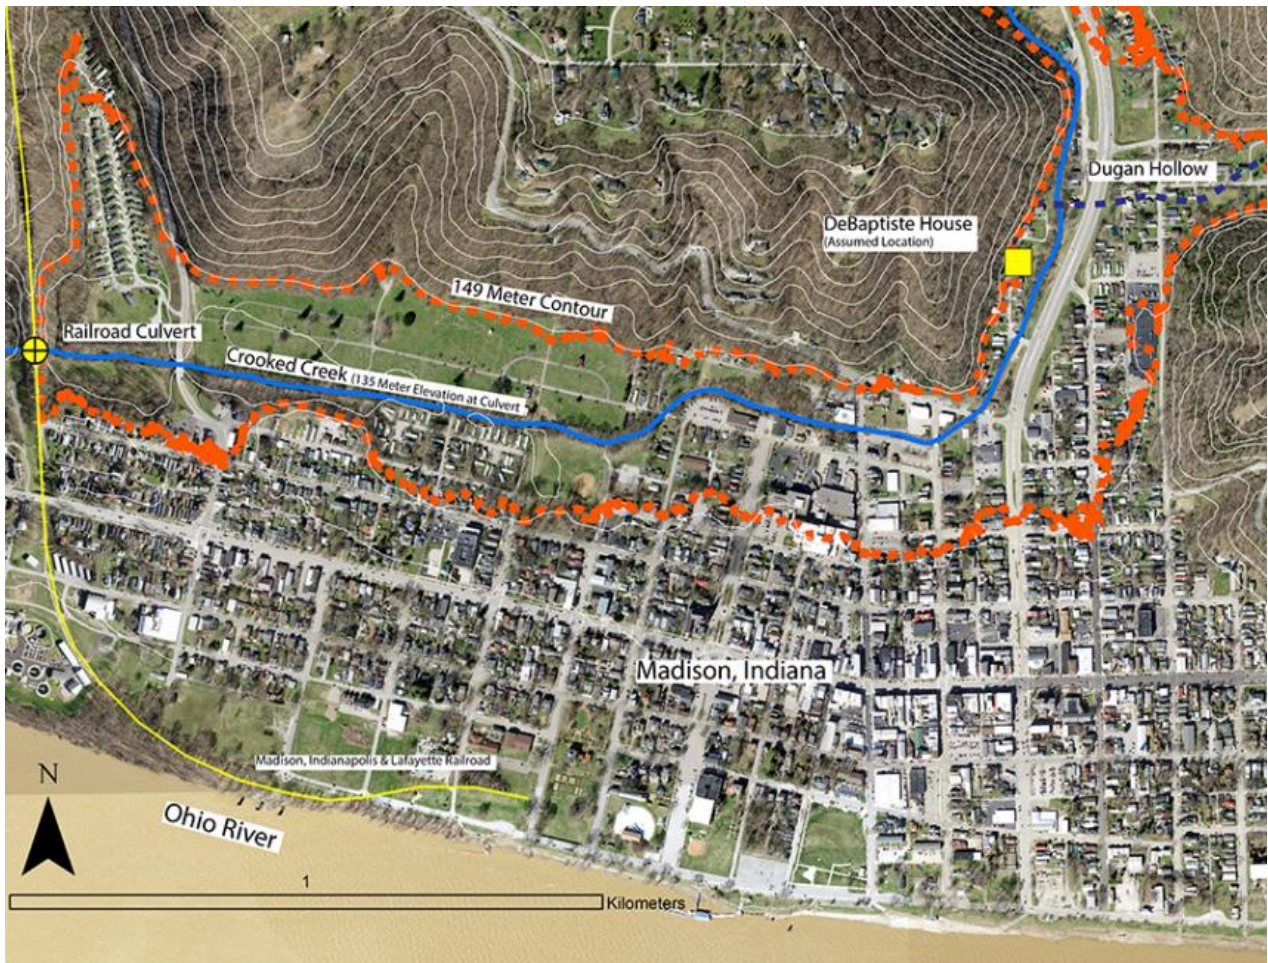 Dugan Hollow
DeBaptiste House
(Assumed Location)
149 Meter Contour
Railroad Culvert
Crooked Creek (135 Meter Elevation at Culvert
Madison, Indiana
Madison, Indianapolis & Lafayette Railroad
N
Ohio River
1
Kilometers